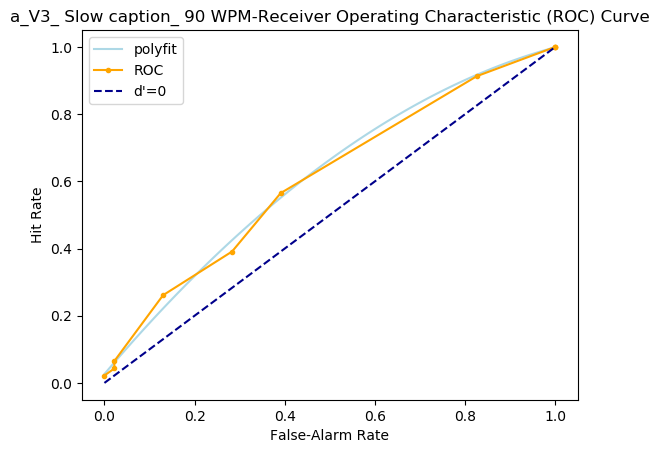 a_V3_ Slow caption_ 90 WPM-Receiver Operating Characteristic (ROC) Curve
polyfit
ROC
d'=0
1.0
0.8
0.6
0.4
0.2
0.0
Hit Rate
0.0 0.2 0.4 0.6 0.8 1.0
False-Alarm Rate